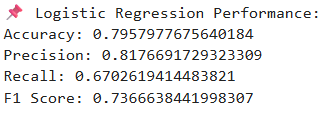 📌 Logistic Regression Performance:
Accuracy: 0.7957977675640184
Precision: 0.8176691729323309
Recall: 0.6702619414483821
F1 Score: 0.7366638441998307